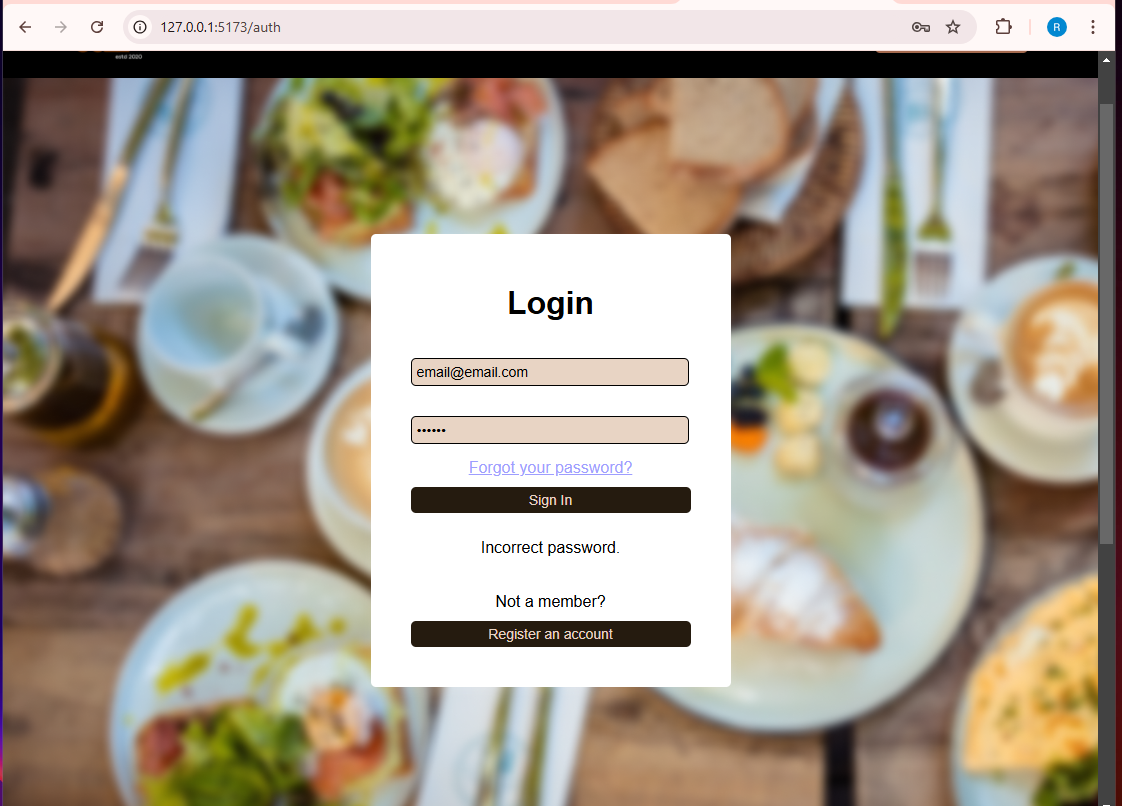 127.0.0.1:5173/auth
R
estd 2020
Login
email@email.com
••••••
Forgot your password?
Sign In
Incorrect password.
Not a member?
Register an account